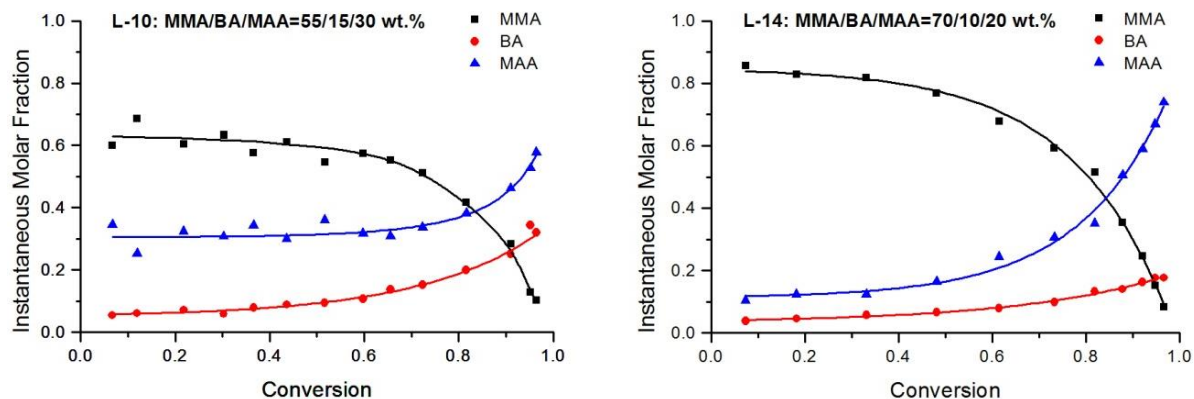 L-10: MMA/BA/MAA=55/15/30 wt.%
MMA
BA
MAA
Instantaneous Molar Fraction
1.0
0.8
0.6
0.4
0.2
0.0
0.0 0.2 0.4 0.6 0.8 1.0
Conversion
L-14: MMA/BA/MAA=70/10/20 wt.%
MMA
BA
MAA
Instantaneous Molar Fraction
1.0
0.8
0.6
0.4
0.2
0.0
0.0 0.2 0.4 0.6 0.8 1.0
Conversion